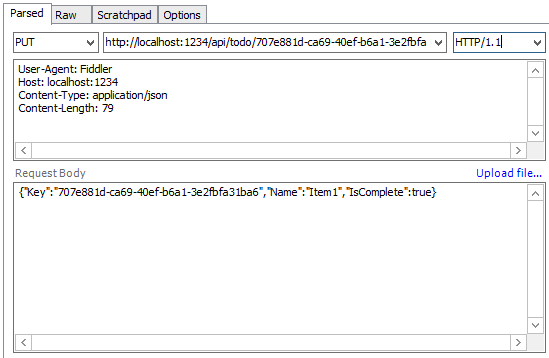 Parsed Raw Scratchpad Options
PUT http://localhost:1234/api/todo/707e881d-ca69-40ef-b6a1-3e2fbfa HTTP/1.1
User-Agent: Fiddler
Host: localhost:1234
Content-Type: application/json
Content-Length: 79
Request Body Upload file...
{"Key":"707e881d-ca69-40ef-b6a1-3e2fbfa31ba6","Name":"Item1","IsComplete":true}